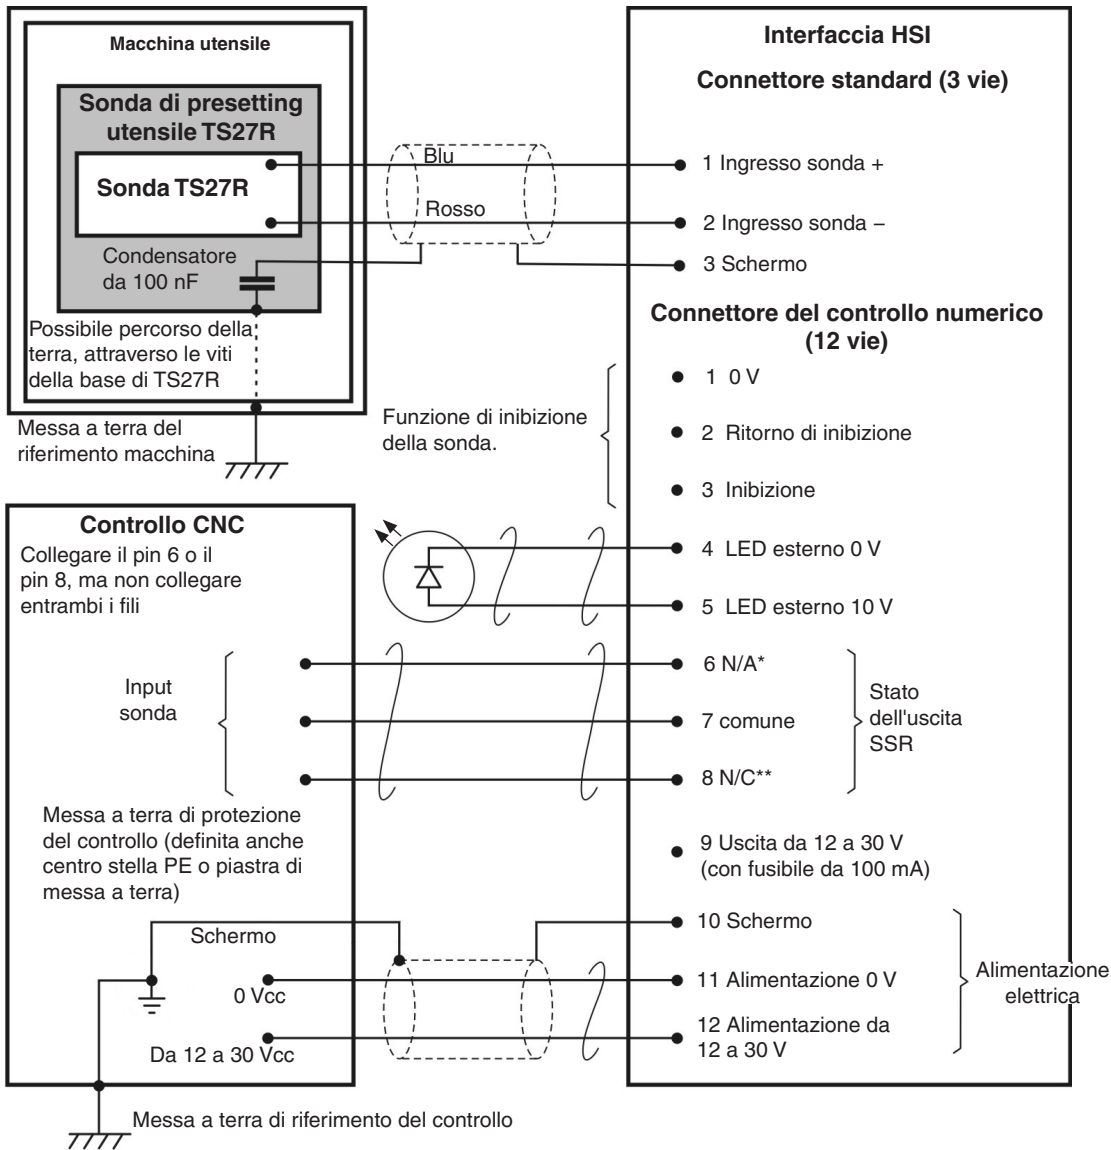 Macchina utensile
Sonda di presetting
utensile TS27R
Sonda TS27R
Condensatore
da 100 nF
Possibile percorso della
terra, attraverso le viti
della base di TS27R
Messa a terra del
riferimento macchina
Blu
Rosso
Interfaccia HSI
Connettore standard (3 vie)
1 Ingresso sonda +
2 Ingresso sonda –
3 Schermo
Connettore del controllo numerico
(12 vie)
Funzione di inibizione
della sonda.
1 0 V
2 Ritorno di inibizione
3 Inibizione
4 LED esterno 0 V
5 LED esterno 10 V
6 N/A*
7 comune
8 N/C**
Stato
dell'uscita
SSR
9 Uscita da 12 a 30 V
(con fusibile da 100 mA)
10 Schermo
11 Alimentazione 0 V
12 Alimentazione da
12 a 30 V
Alimentazione
elettrica
Controllo CNC
Collegare il pin 6 o il
pin 8, ma non collegare
entrambi i fili
Input
sonda
Messa a terra di protezione
del controllo (definita anche
centro stella PE o piastra di
messa a terra)
Schermo
0 Vcc
Da 12 a 30 Vcc
Messa a terra di riferimento del controllo